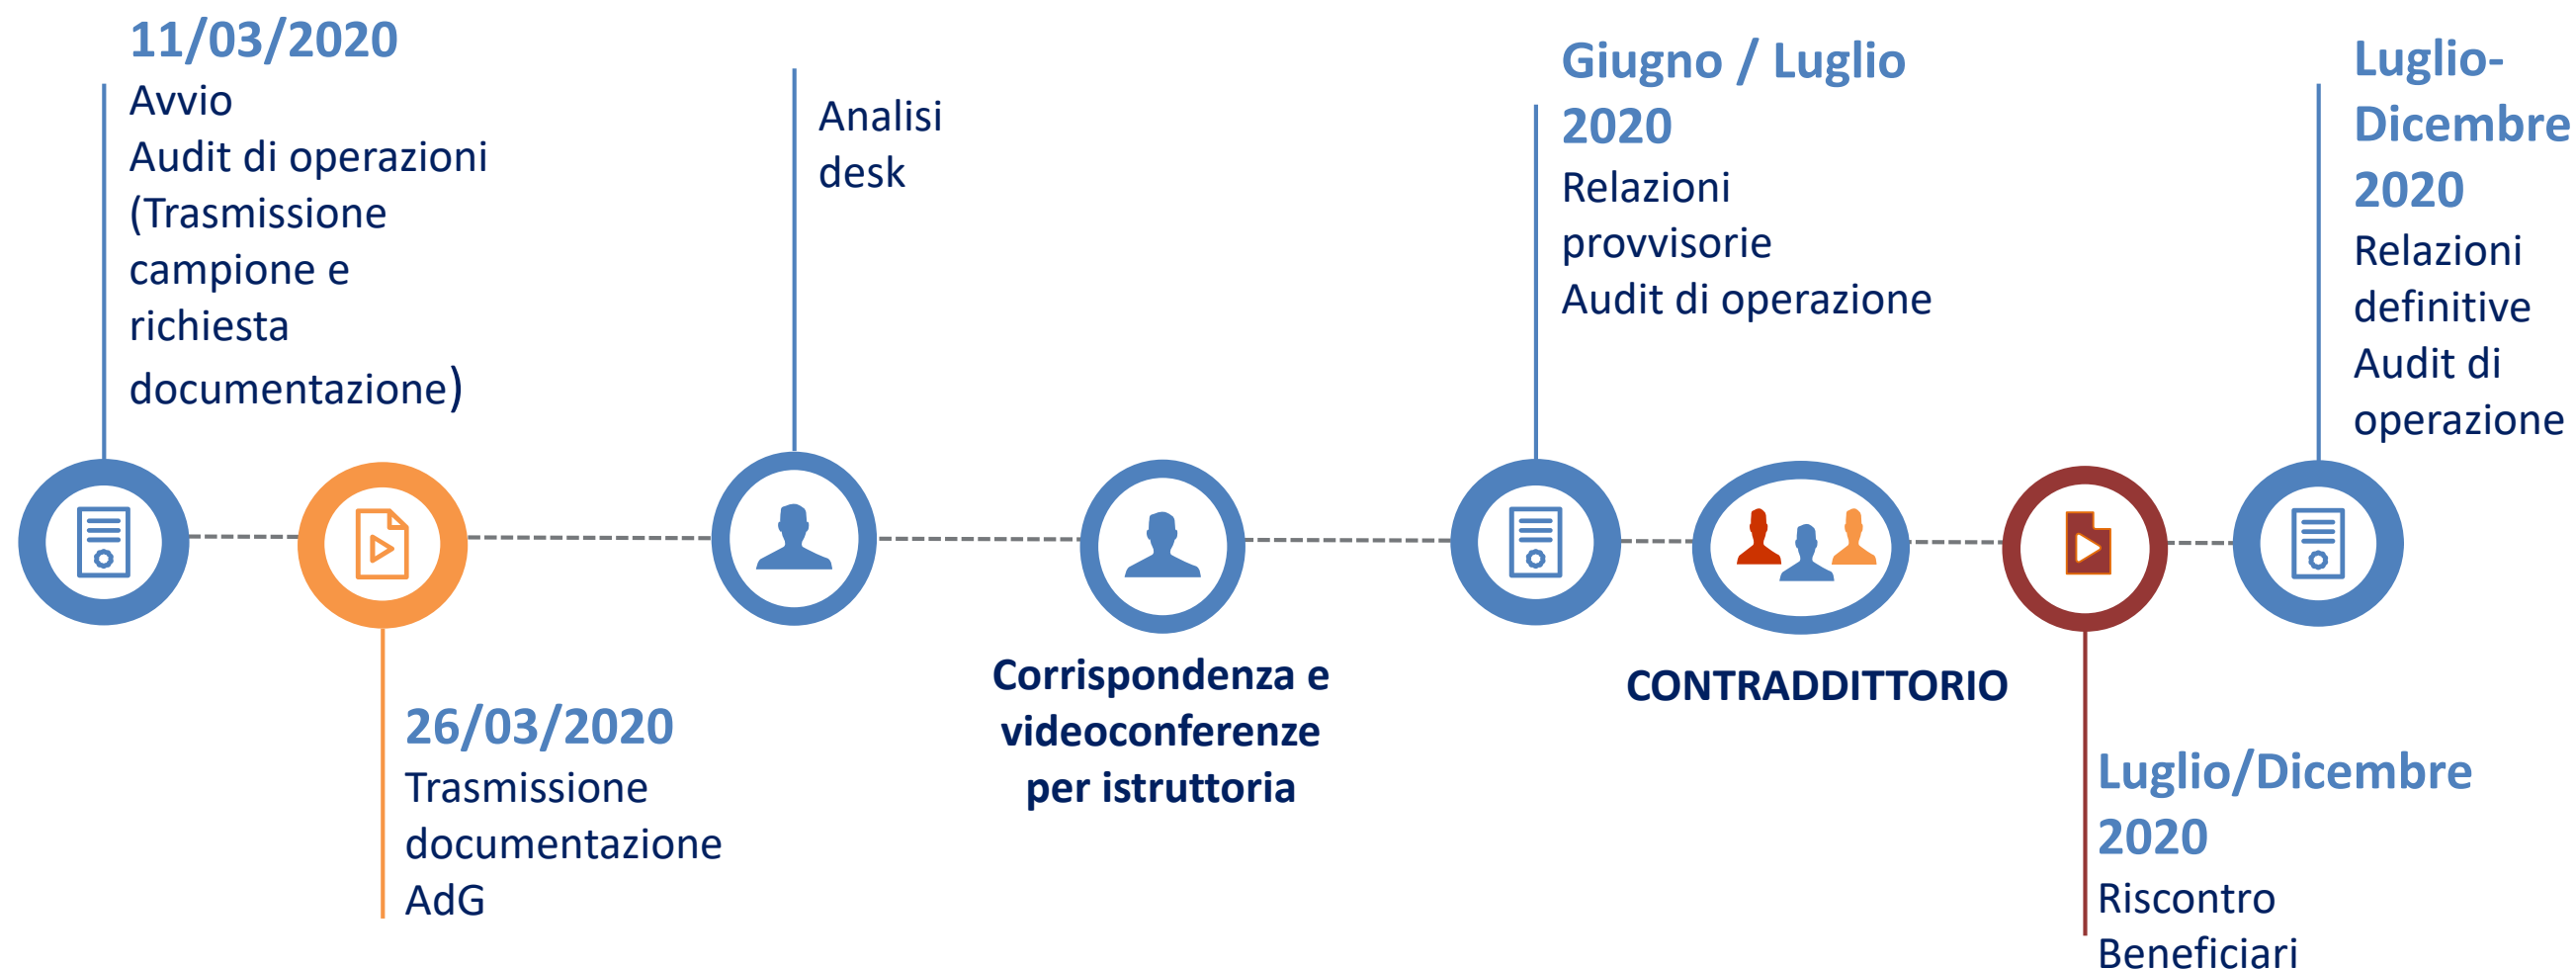 11/03/2020
Avvio
Audit di operazioni
(Trasmissione
campione e
richiesta
documentazione)
26/03/2020
Trasmissione
documentazione
AdG
Analisi
desk
Corrispondenza e
videoconferenze
per istruttoria
Giugno / Luglio
2020
Relazioni
provvisorie
Audit di operazione
CONTRADDITTORIO
Luglio/Dicembre
2020
Riscontro
Beneficiari
Luglio-
Dicembre
2020
Relazioni
definitive
Audit di
operazione